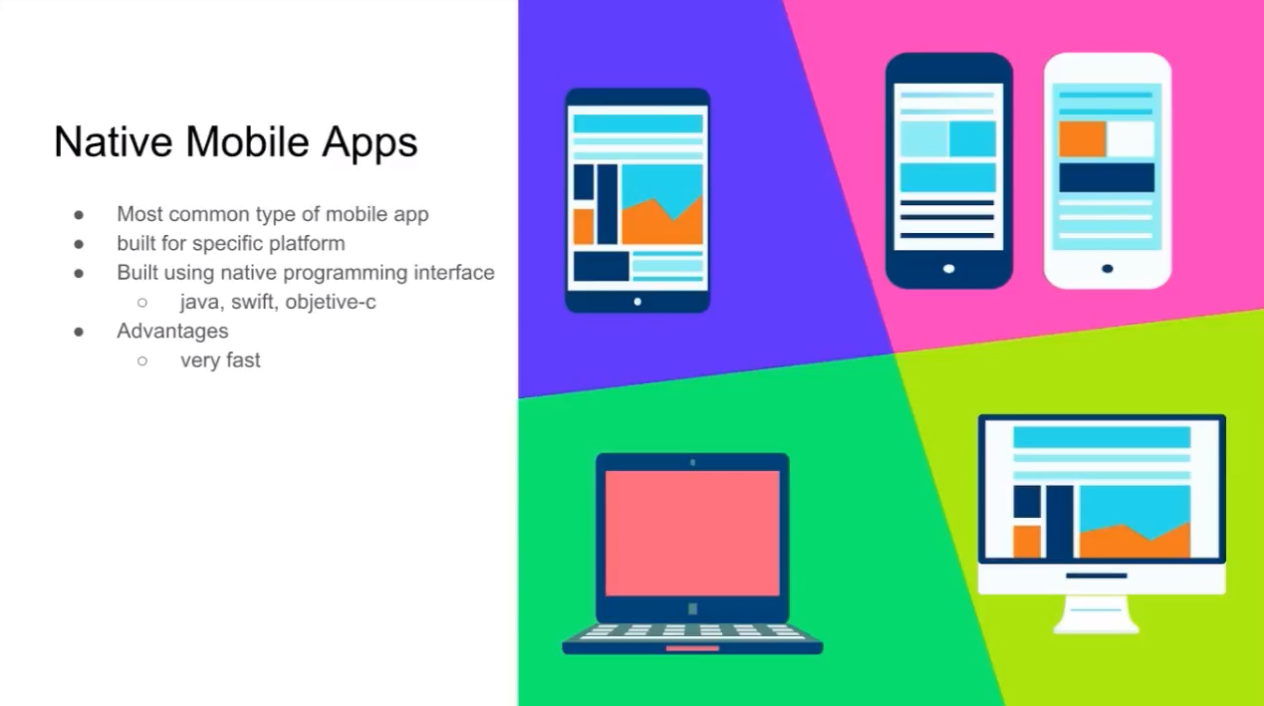 Native Mobile Apps
● Most common type of mobile app
● built for specific platform
● Built using native programming interface
○ java, swift, objetive-c
● Advantages
○ very fast